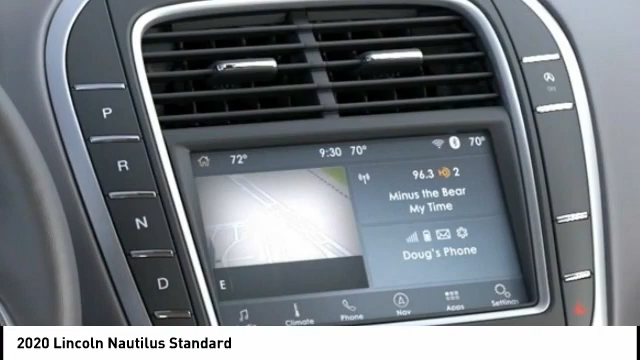 P
R
N
D
72° 9:30 70° 70°
96.3 2
Minus the Bear
My Time
Doug's Phone
E
Climate Phone Nav Apps Settings
2020 Lincoln Nautilus Standard